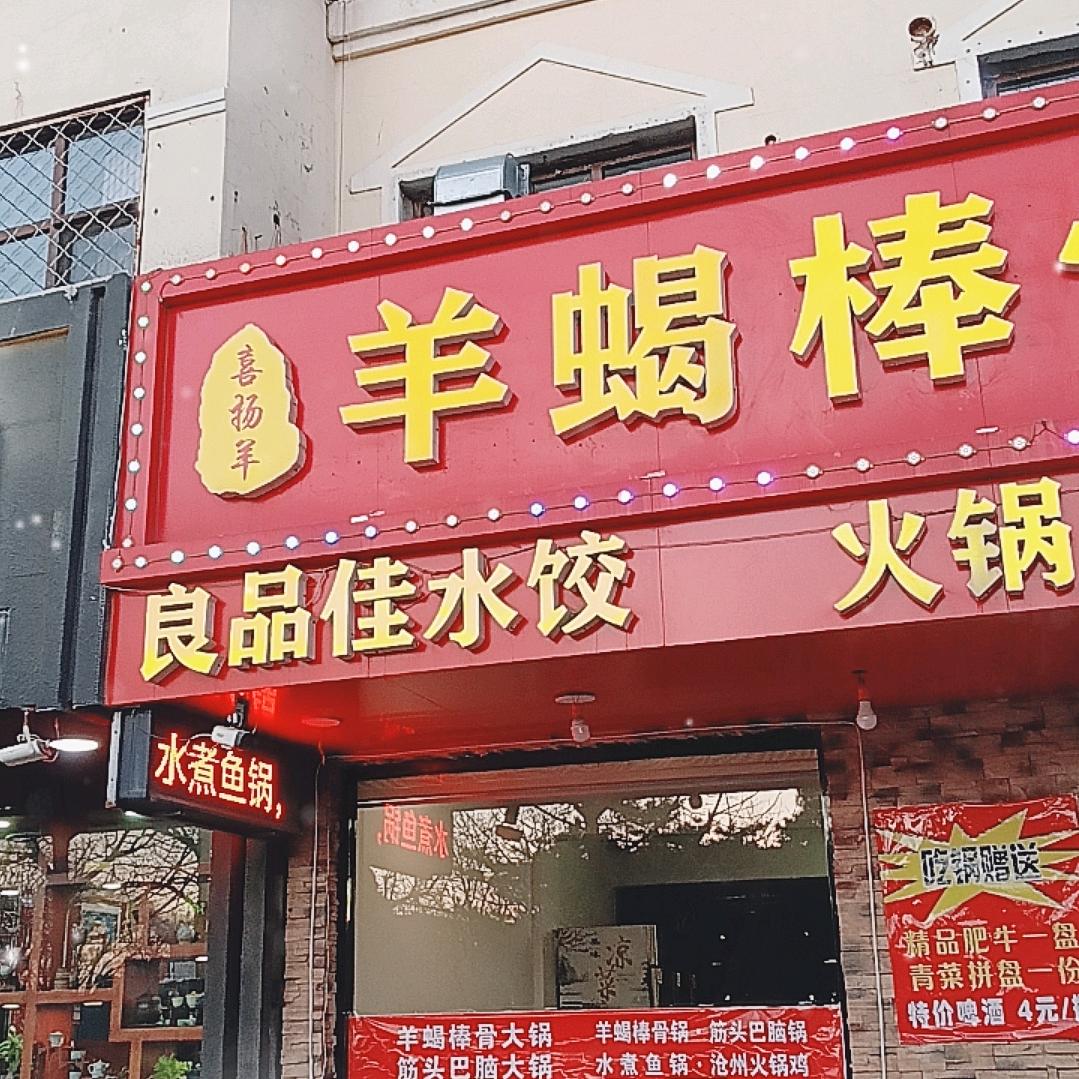 喜扬羊
羊蝎棒
良品佳水饺 火锅
水煮鱼锅,
水煮鱼锅,
凉菜
吃锅赠送
精品肥牛一盘
青菜拼盘一份
特价啤酒 4元/
羊蝎棒骨大锅 羊蝎棒骨锅·筋头巴脑锅
筋头巴脑大锅 水煮鱼锅·沧州火锅鸡